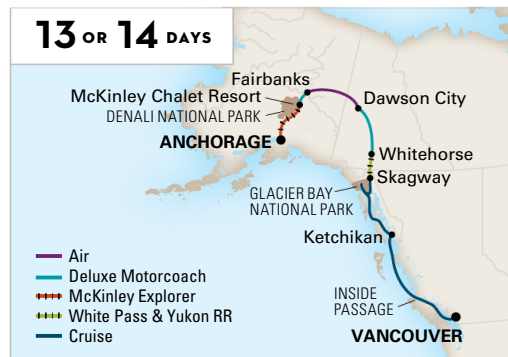 13 OR 14 DAYS
Fairbanks
McKinley Chalet Resort
DENALI NATIONAL PARK
Dawson City
ANCHORAGE
Whitehorse
Skagway
GLACIER BAY
NATIONAL PARK
Ketchikan
Air
Deluxe Motorcoach
McKinley Explorer
White Pass & Yukon RR
Cruise
INSIDE
PASSAGE
VANCOUVER